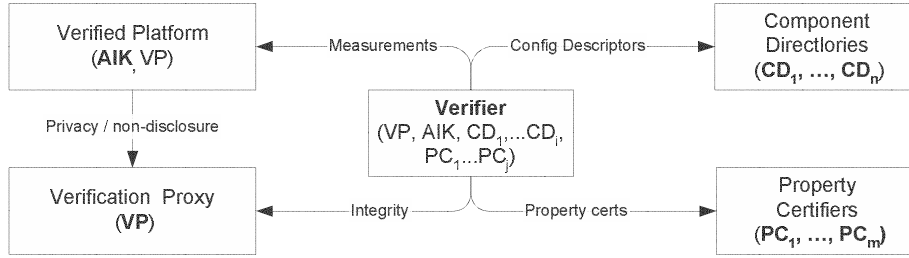 Verified Platform
(AIK, VP)
Measurements
Config Descriptors
Component
Directlories
(CD1, ..., CDn)
Privacy / non-disclosure
Verifier
(VP, AIK, CD1,...CDi,
PC1...PCj)
Verification Proxy
(VP)
Integrity
Property certs
Property
Certifiers
(PC1, ..., PCm)